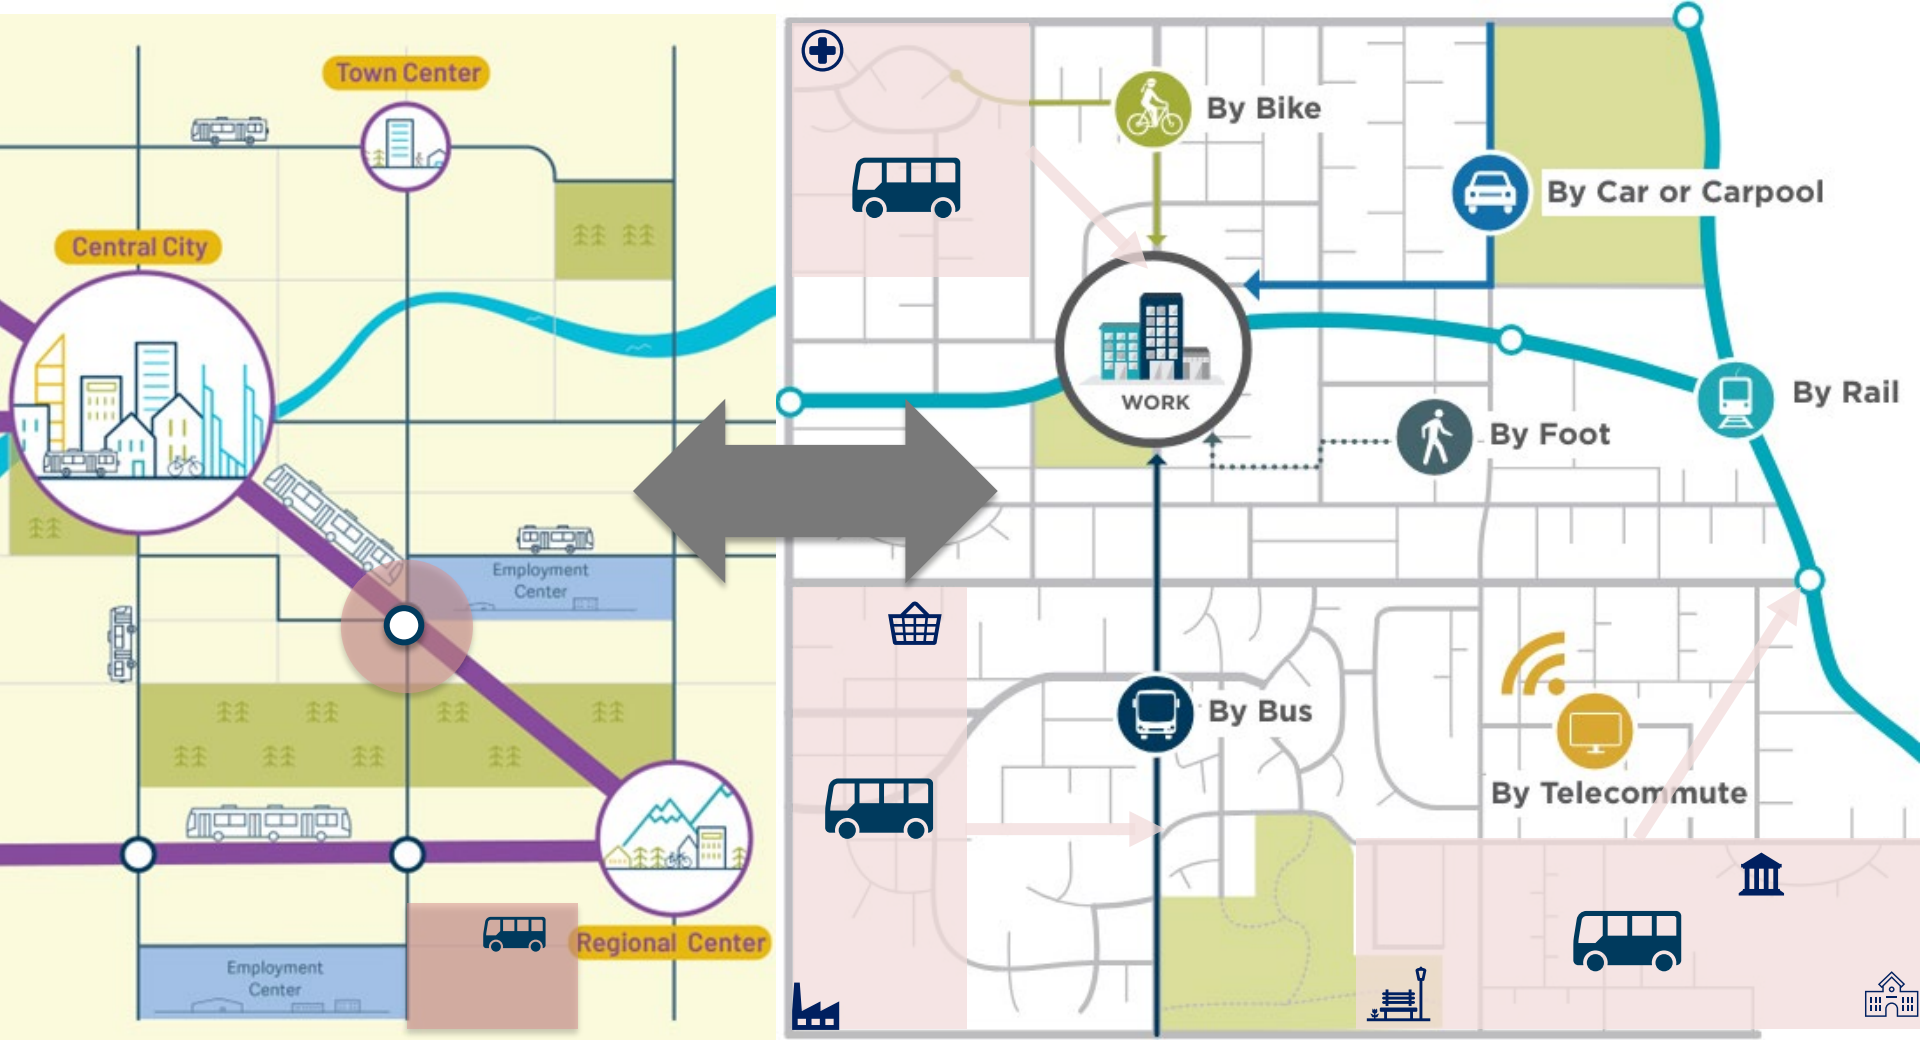 Town Center
Central City
Employment
Center
Regional Center
Employment
Center
By Bike
By Car or Carpool
WORK
By Rail
By Foot
By Bus
By Telecommute